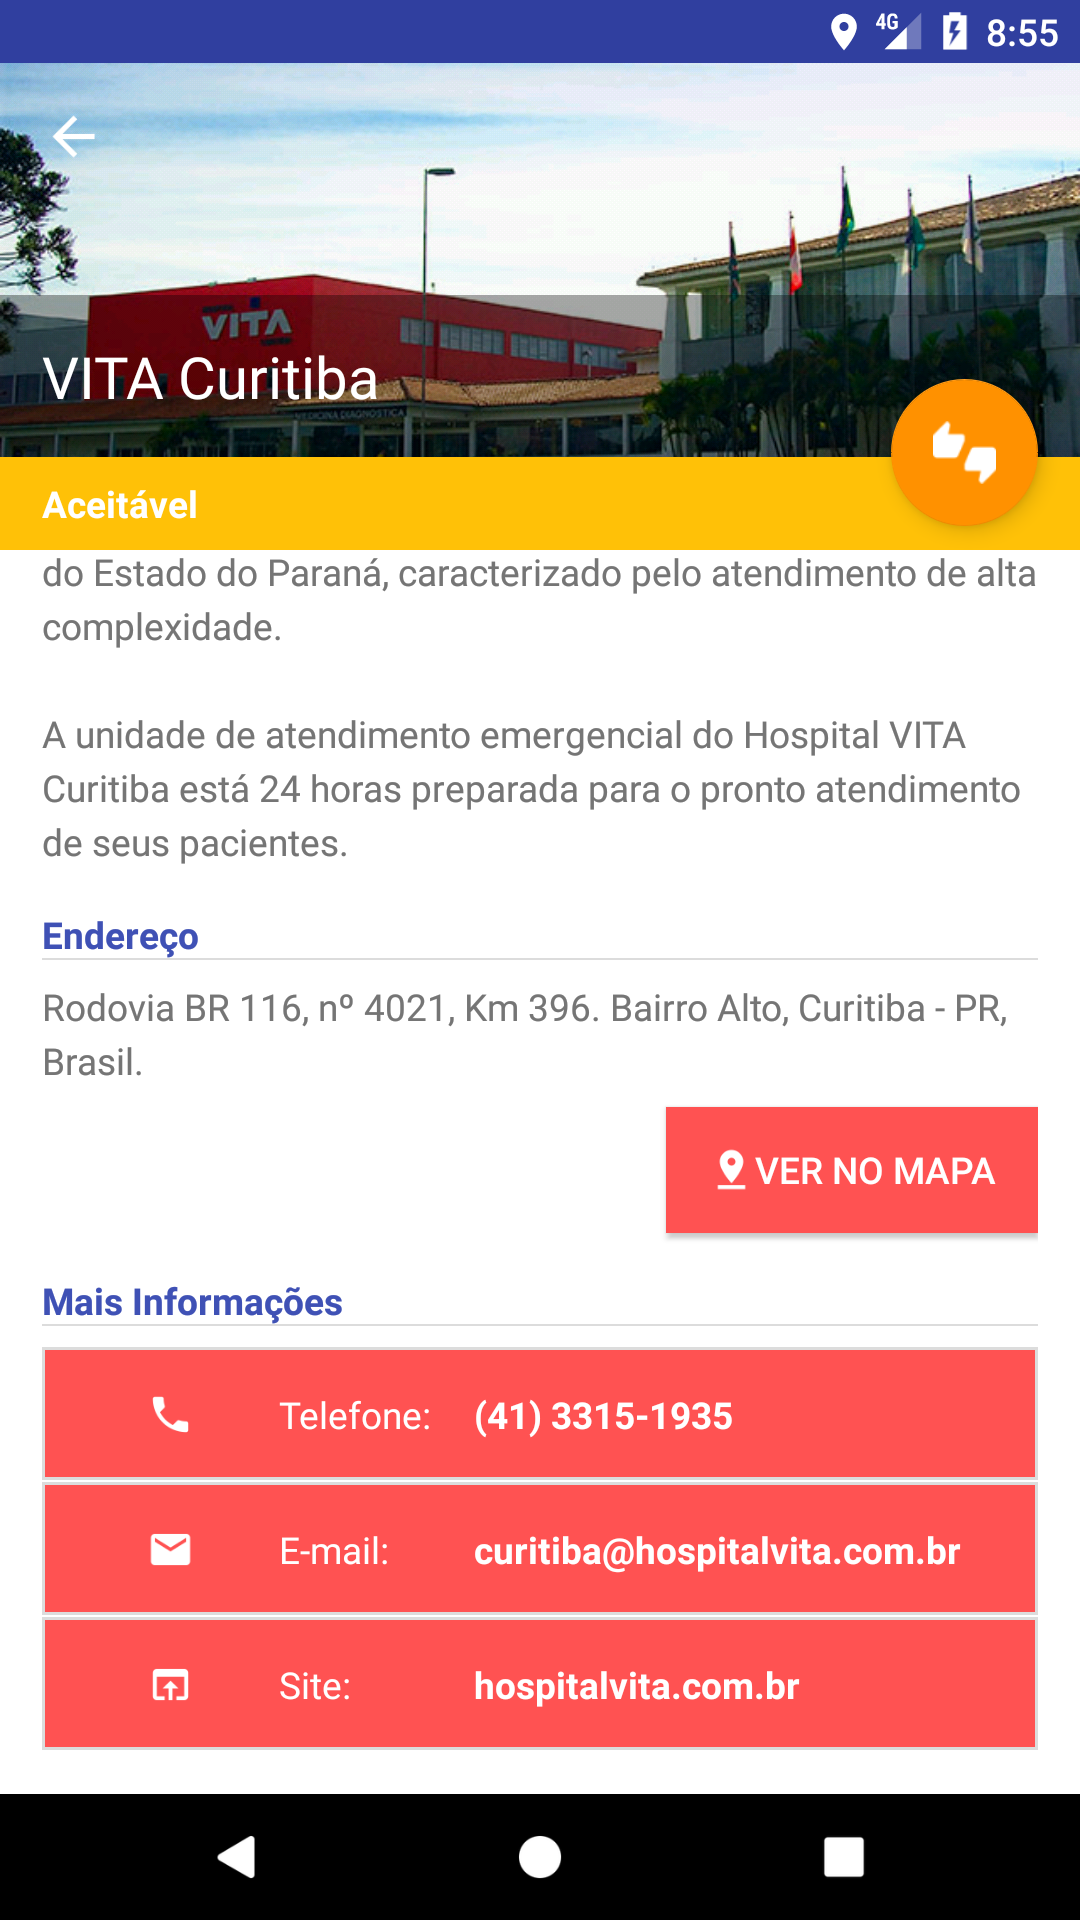 4G 8:55
VITA
VITA Curitiba
MEDICINA DIAGNÓSTICA
Aceitável
do Estado do Paraná, caracterizado pelo atendimento de alta
complexidade.
A unidade de atendimento emergencial do Hospital VITA
Curitiba está 24 horas preparada para o pronto atendimento
de seus pacientes.
Endereço
Rodovia BR 116, nº 4021, Km 396. Bairro Alto, Curitiba - PR,
Brasil.
VER NO MAPA
Mais Informações
Telefone: (41) 3315-1935
E-mail: curitiba@hospitalvita.com.br
Site: hospitalvita.com.br